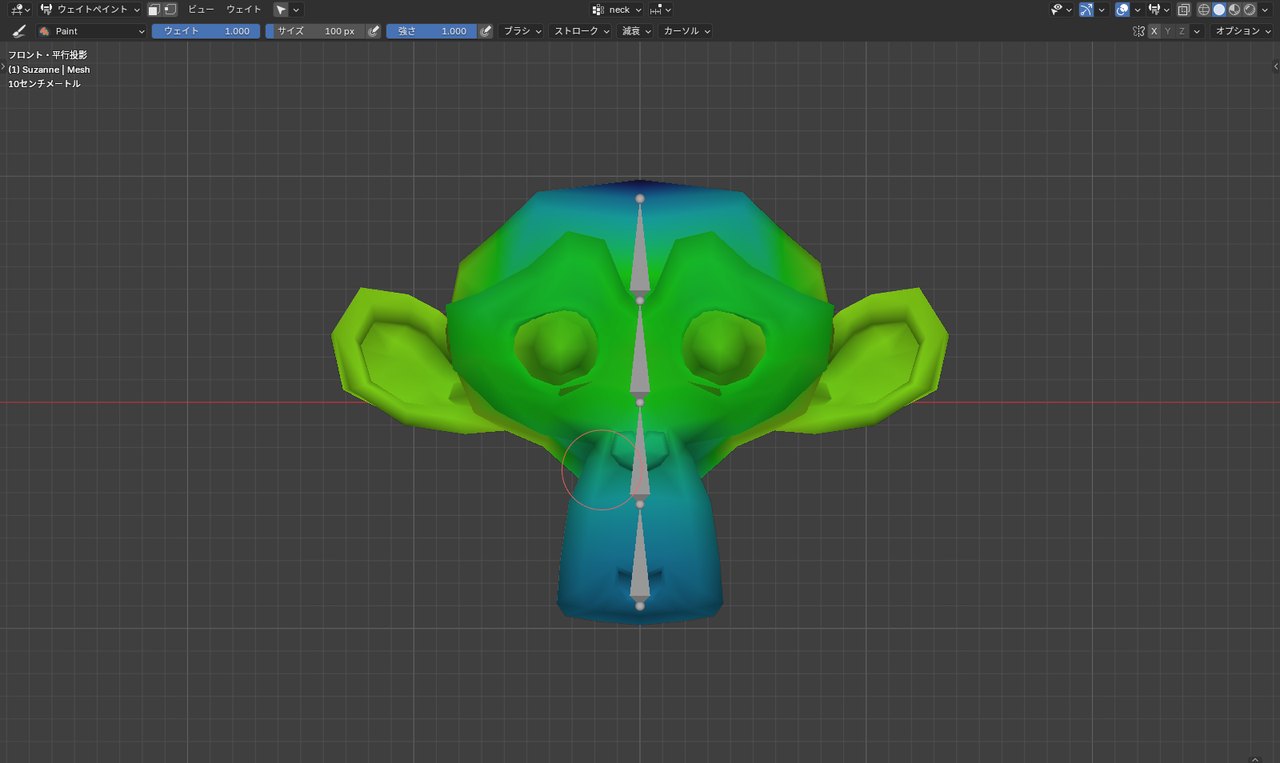 ウェイトペイント ビュー ウェイト neck
Paint ウェイト 1.000 サイズ 100 px 強さ 1.000 ブラシ ストローク 減衰 カーソル X Y Z オプション
フロント・平行投影
(1) Suzanne | Mesh
10センチメートル